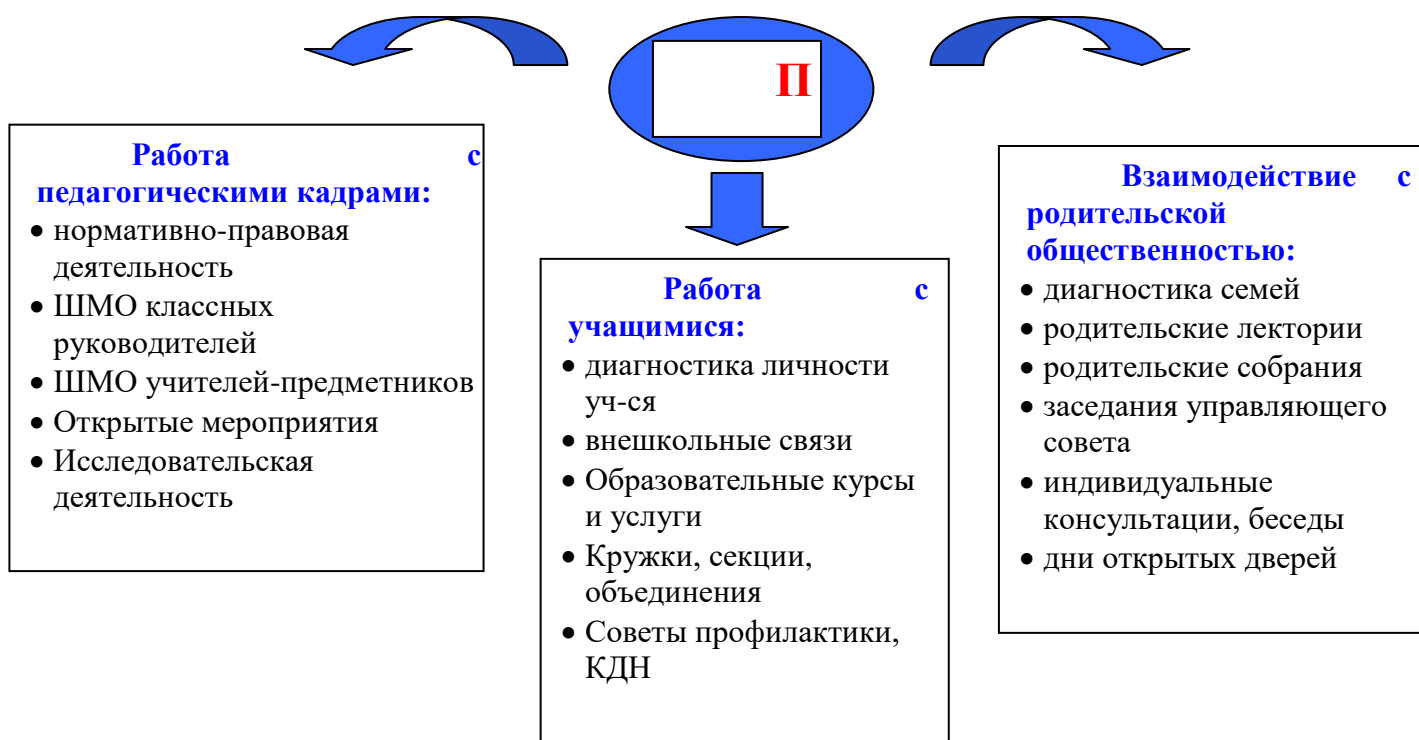 П
Работа с
педагогическими кадрами:
• нормативно-правовая
деятельность
• ШМО классных
руководителей
• ШМО учителей-предметников
• Открытые мероприятия
• Исследовательская
деятельность
Работа с
учащимися:
• диагностика личности
уч-ся
• внешкольные связи
• Образовательные курсы
и услуги
• Кружки, секции,
объединения
• Советы профилактики,
КДН
Взаимодействие с
родительской
общественностью:
• диагностика семей
• родительские лектории
• родительские собрания
• заседания управляющего
совета
• индивидуальные
консультации, беседы
• дни открытых дверей